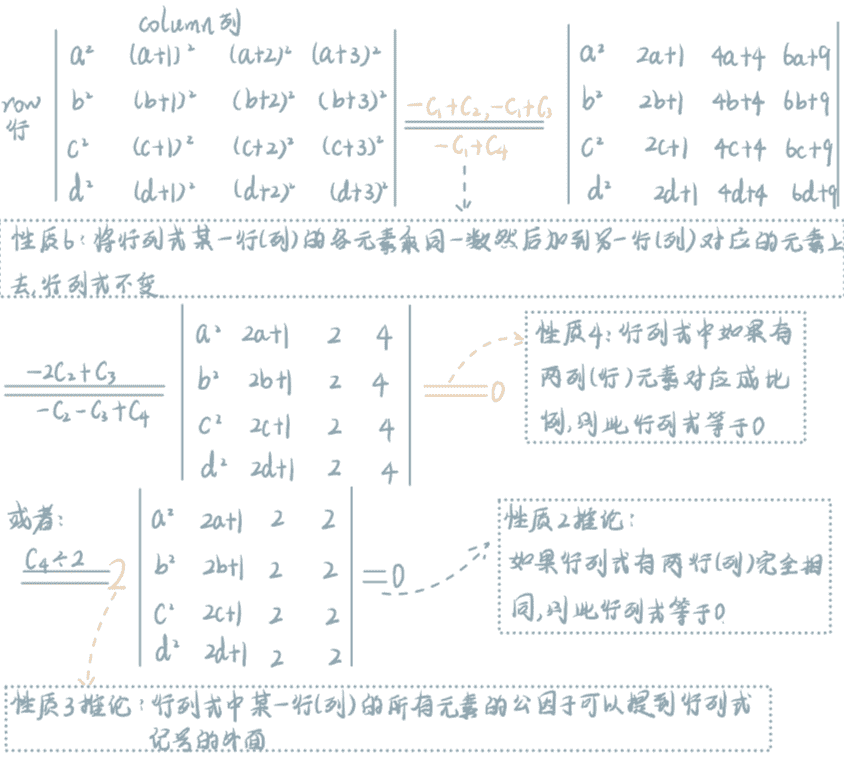 column 列
row
行
a² (a+1)² (a+2)² (a+3)²
b² (b+1)² (b+2)² (b+3)²
c² (c+1)² (c+2)² (c+3)²
d² (d+1)² (d+2)² (d+3)²
-C₁+C₂, -C₁+C₃
-C₁+C₄
a² 2a+1 4a+4 6a+9
b² 2b+1 4b+4 6b+9
c² 2c+1 4c+4 6c+9
d² 2d+1 4d+4 6d+9
性质6:将行列式某一行(列)的各元素乘同一数然后加到另一行(列)对应的元素上
去,行列式不变
-2C₂+C₃
-C₂-C₃+C₄
a² 2a+1 2 4
b² 2b+1 2 4
c² 2c+1 2 4
d² 2d+1 2 4
=0
性质4:行列式中如果有
两列(行)元素对应成比
例,则此行列式等于0
或者:
C₄÷2
2
a² 2a+1 2 2
b² 2b+1 2 2
c² 2c+1 2 2
d² 2d+1 2 2
=0
性质2推论:
如果行列式有两行(列)完全相
同,则此行列式等于0
性质3推论:行列式中某一行(列)的所有元素的公因子可以提到行列式
记号的外面